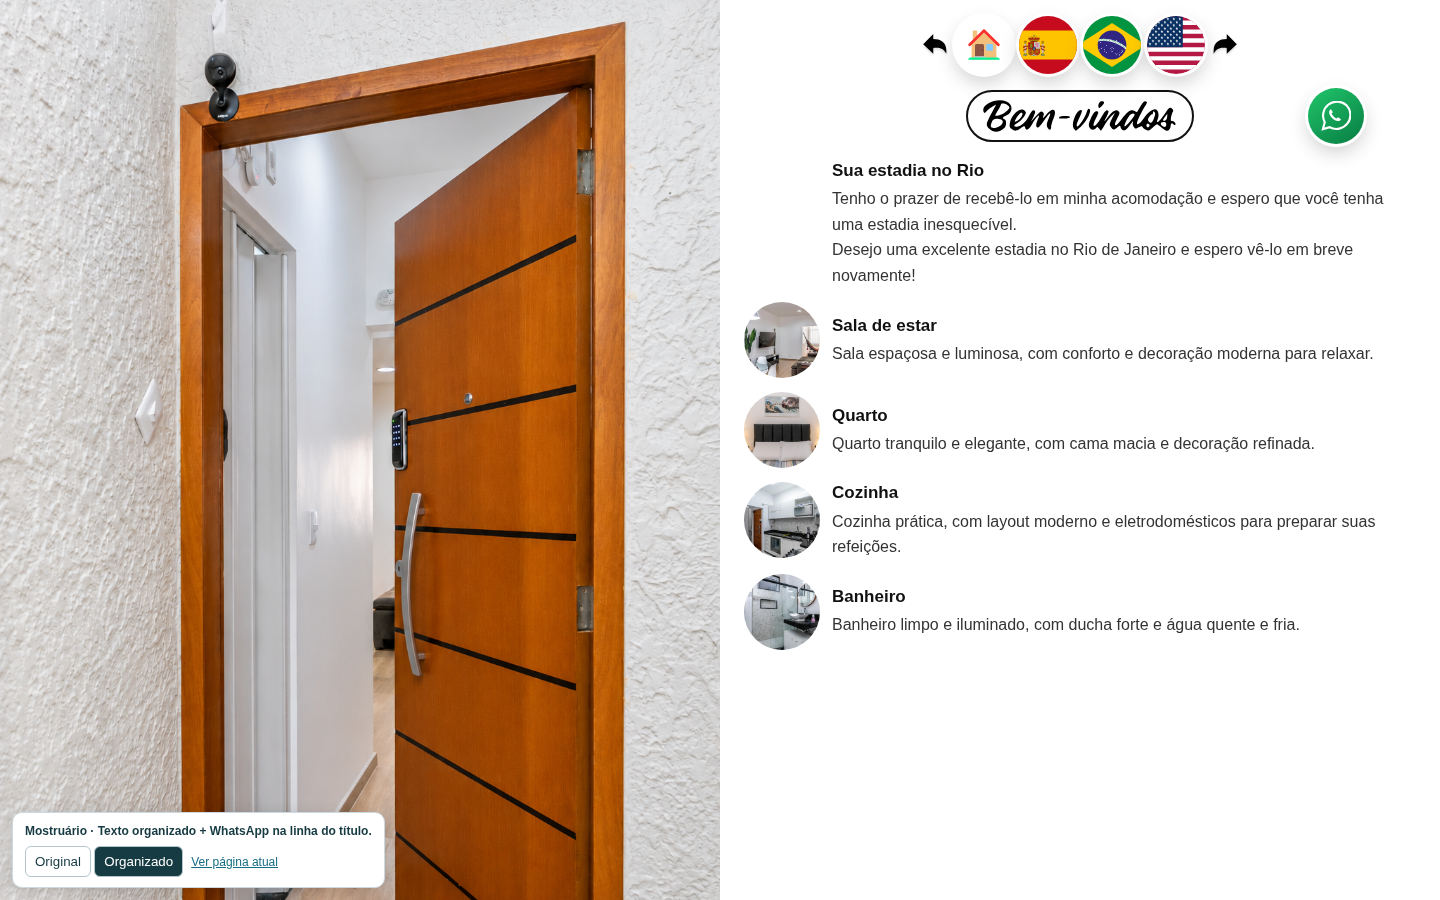 Bem-vindos
Sua estadia no Rio
Tenho o prazer de recebê-lo em minha acomodação e espero que você tenha
uma estadia inesquecível.
Desejo uma excelente estadia no Rio de Janeiro e espero vê-lo em breve
novamente!
Sala de estar
Sala espaçosa e luminosa, com conforto e decoração moderna para relaxar.
Quarto
Quarto tranquilo e elegante, com cama macia e decoração refinada.
Cozinha
Cozinha prática, com layout moderno e eletrodomésticos para preparar suas
refeições.
Banheiro
Banheiro limpo e iluminado, com ducha forte e água quente e fria.
Mostruário · Texto organizado + WhatsApp na linha do título.
Original Organizado Ver página atual